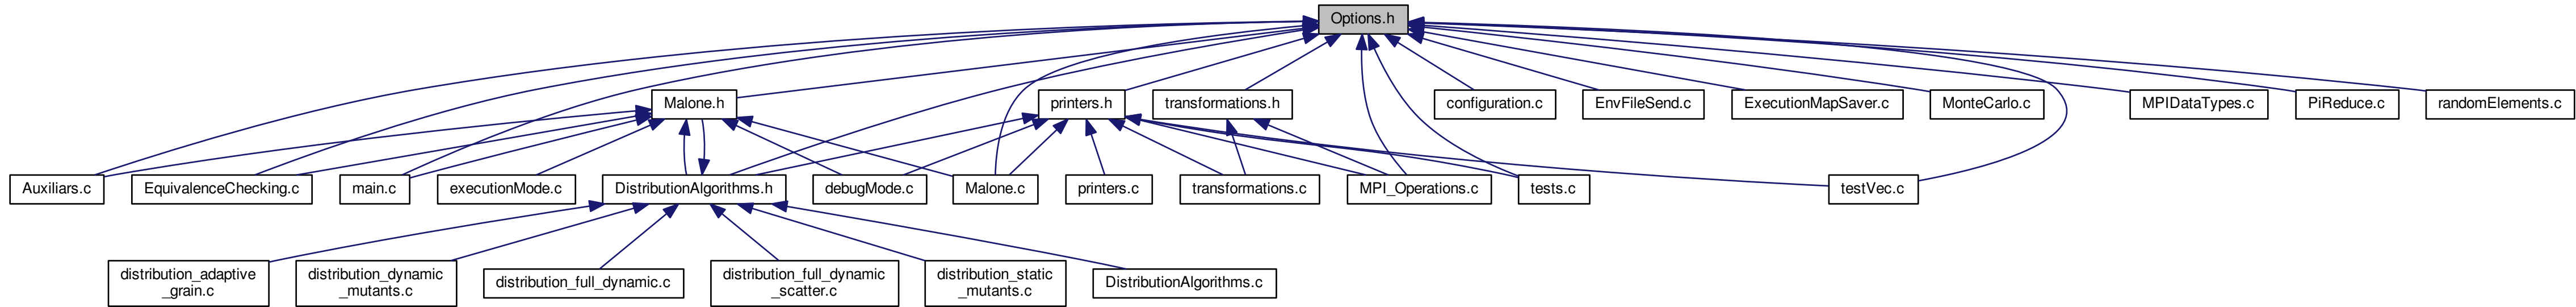 Options.h
Malone.h
printers.h
transformations.h
configuration.c
EnvFileSend.c
ExecutionMapSaver.c
MonteCarlo.c
MPIDataTypes.c
PiReduce.c
randomElements.c
Auxiliars.c
EquivalenceChecking.c
main.c
executionMode.c
DistributionAlgorithms.h
debugMode.c
Malone.c
printers.c
transformations.c
MPI_Operations.c
tests.c
testVec.c
distribution_adaptive
_grain.c
distribution_dynamic
_mutants.c
distribution_full_dynamic.c
distribution_full_dynamic
_scatter.c
distribution_static
_mutants.c
DistributionAlgorithms.c